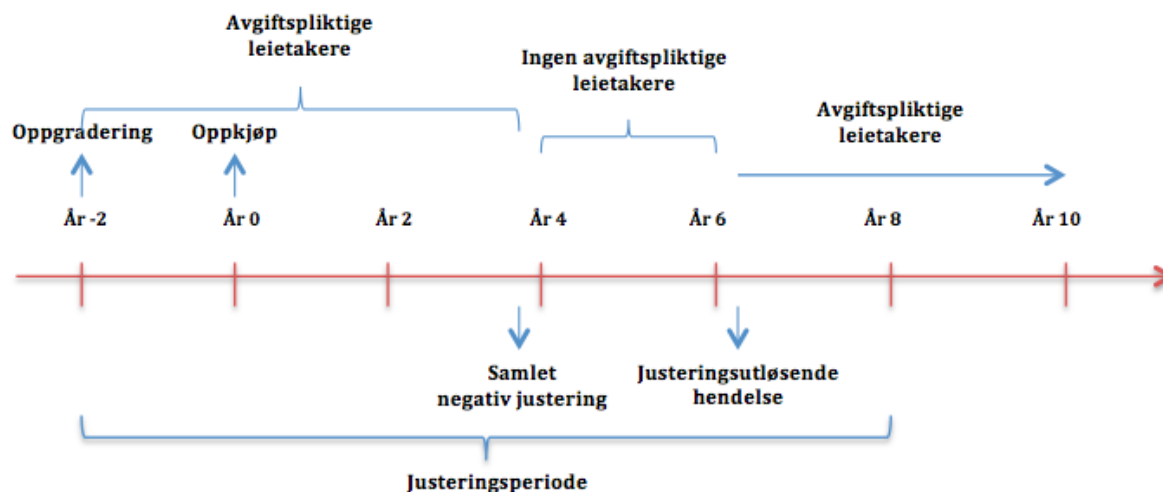 Avgiftspliktige
leietakere
Ingen avgiftspliktige
leietakere
Avgiftspliktige
leietakere
Oppgradering
Oppkjøp
År -2
År 0
År 2
År 4
År 6
År 8
År 10
Samlet
negativ justering
Justeringsutløsende
hendelse
Justeringsperiode